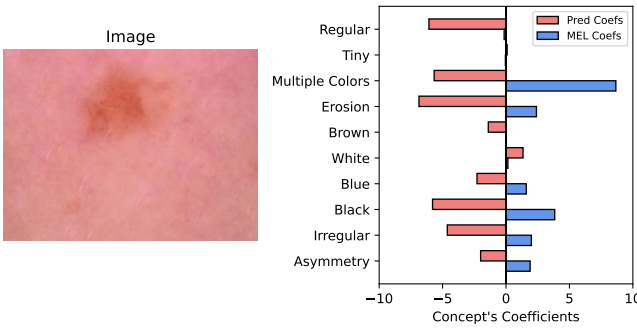 Image
Regular
Tiny
Multiple Colors
Erosion
Brown
White
Blue
Black
Irregular
Asymmetry
Pred Coefs
MEL Coefs
−10
−5
0
5
10
Concept's Coefficients